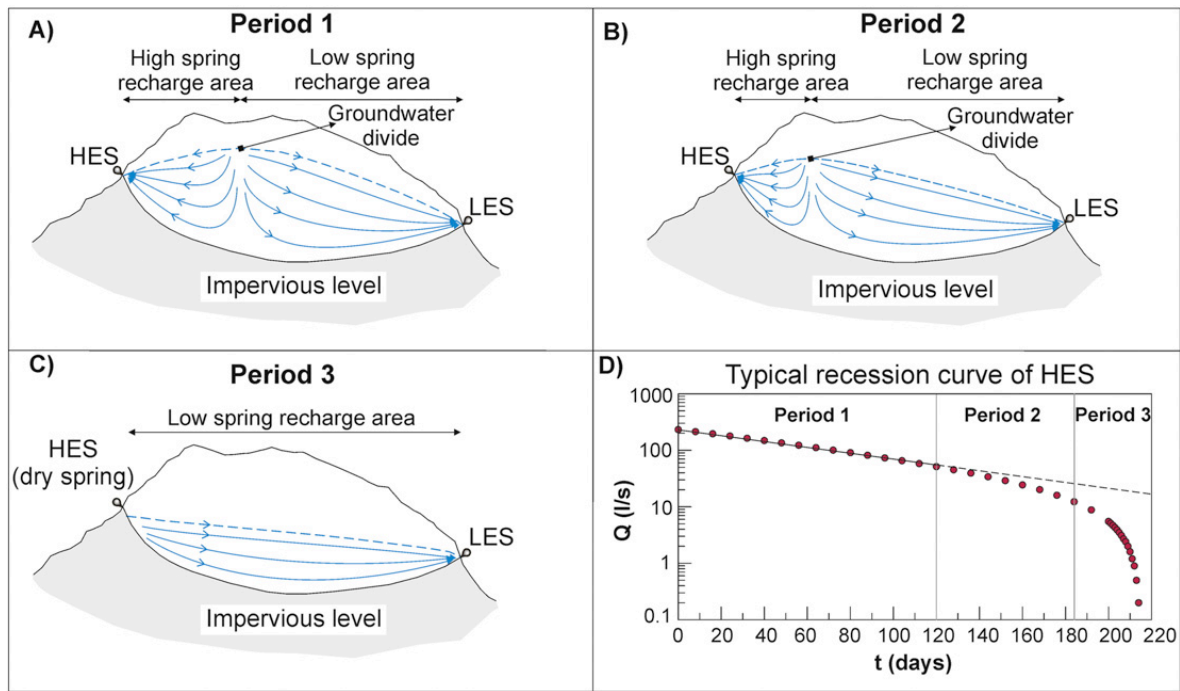 A)
Period 1
High spring
recharge area
Low spring
recharge area
Groundwater
divide
HES
LES
Impervious level
B)
Period 2
High spring
recharge area
Low spring
recharge area
Groundwater
divide
HES
LES
Impervious level
C)
Period 3
Low spring recharge area
HES
(dry spring)
LES
Impervious level
D)
Typical recession curve of HES
Period 1 Period 2 Period 3
1000
100
10
1
0.1
Q (l/s)
0 20 40 60 80 100 120 140 160 180 200 220
t (days)